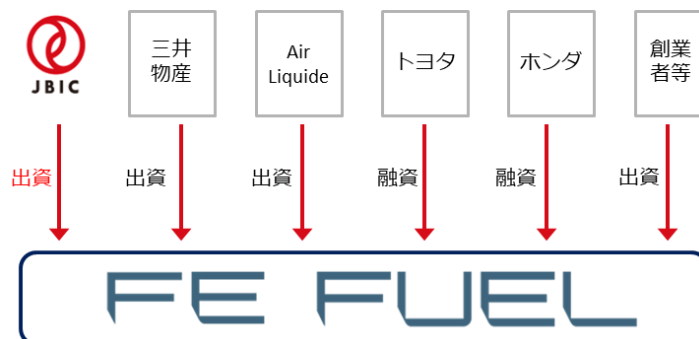 JBIC
三井
物産
Air
Liquide
トヨタ
ホンダ
創業
者等
出資
出資
出資
融資
融資
出資
FE FUEL